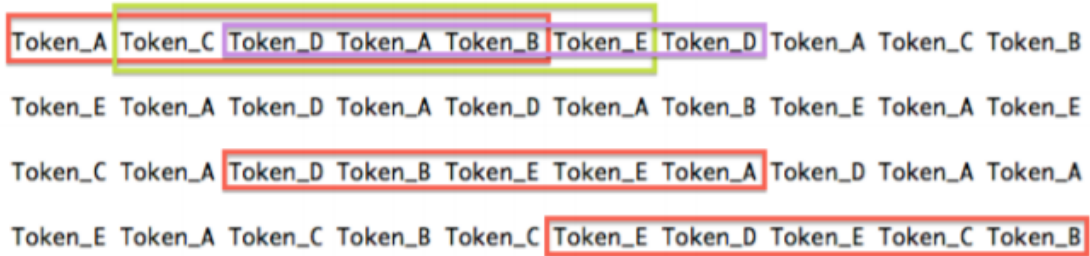 Token_A Token_C Token_D Token_A Token_B Token_E Token_D Token_A Token_C Token_B
Token_E Token_A Token_D Token_A Token_D Token_A Token_B Token_E Token_A Token_E
Token_C Token_A Token_D Token_B Token_E Token_E Token_A Token_D Token_A Token_A
Token_E Token_A Token_C Token_B Token_C Token_E Token_D Token_E Token_C Token_B